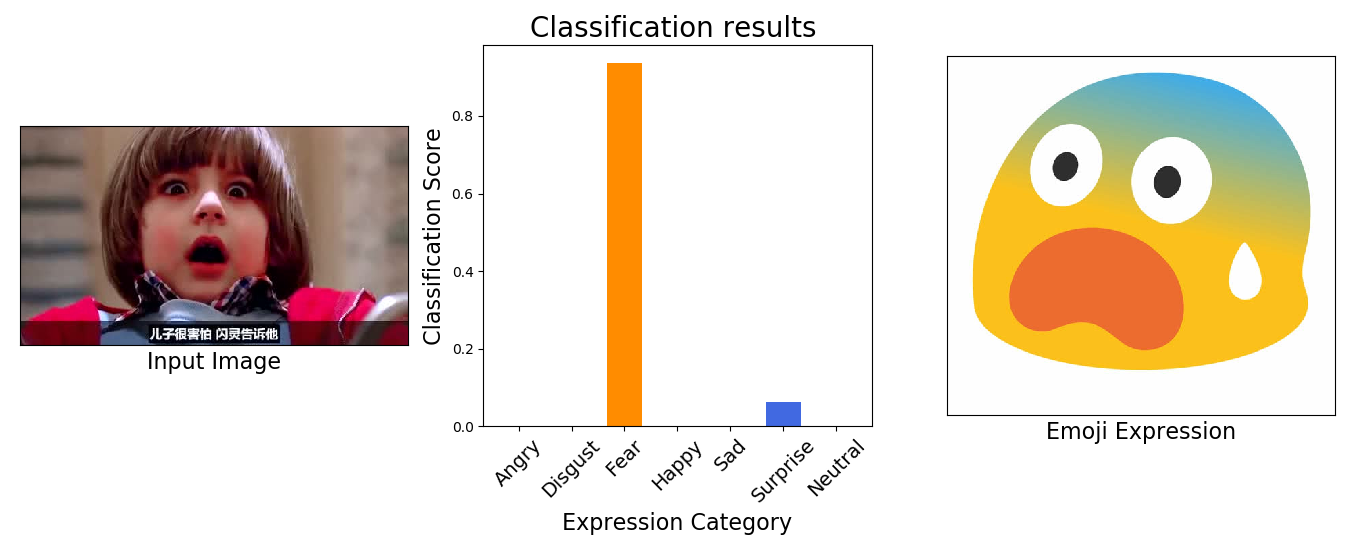 儿子很害怕 闪灵告诉他
Input Image
Classification results
Classification Score
0.8
0.6
0.4
0.2
0.0
Angry
Disgust
Fear
Happy
Sad
Surprise
Neutral
Expression Category
Emoji Expression